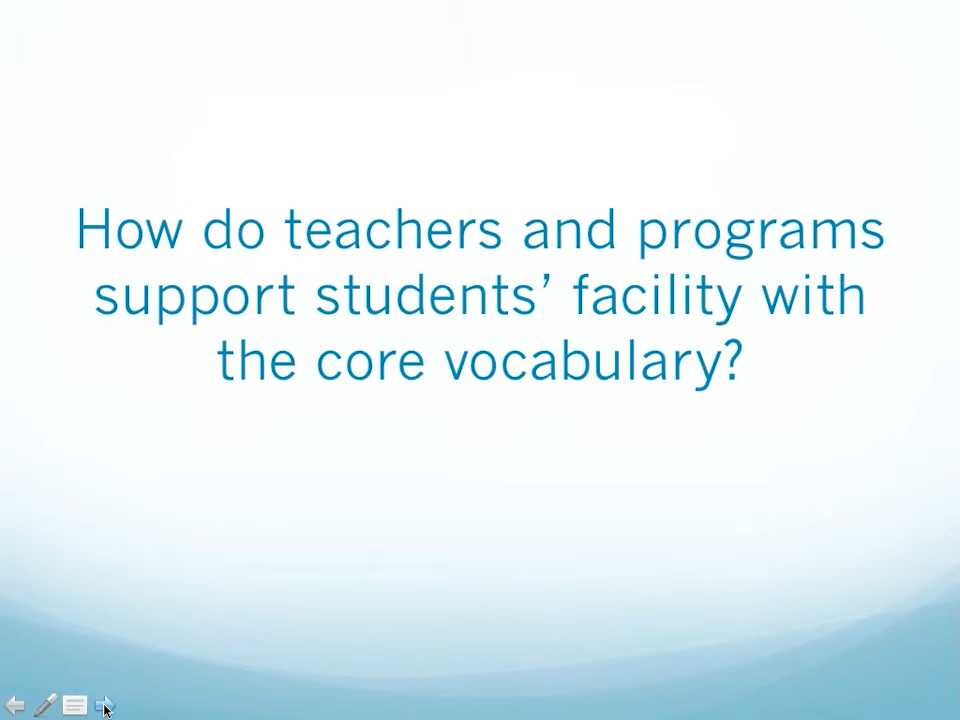 How do teachers and programs
support students’ facility with
the core vocabulary?